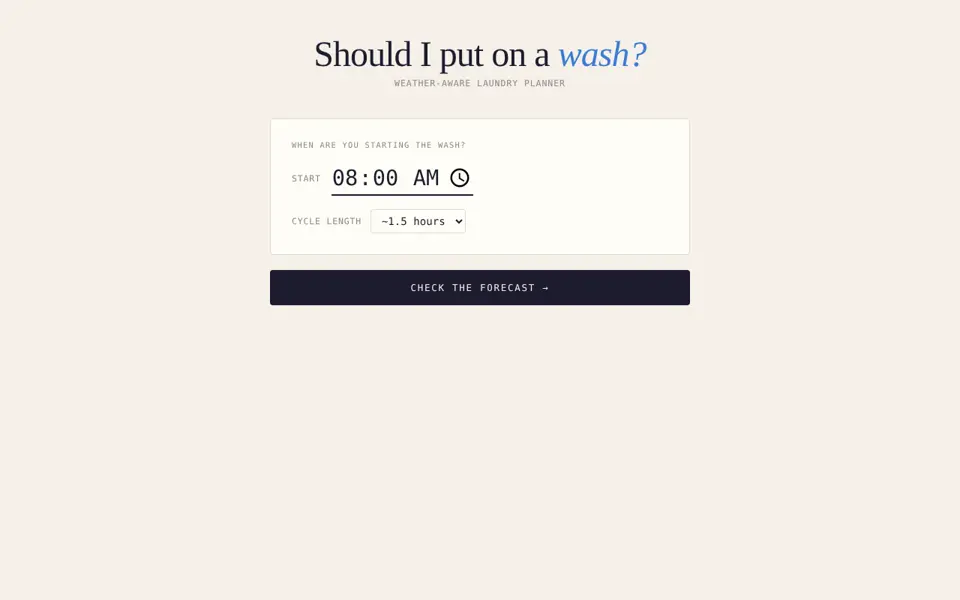 Should I put on a wash?
WEATHER-AWARE LAUNDRY PLANNER
WHEN ARE YOU STARTING THE WASH?
START 08:00 AM
CYCLE LENGTH ~1.5 hours
CHECK THE FORECAST →